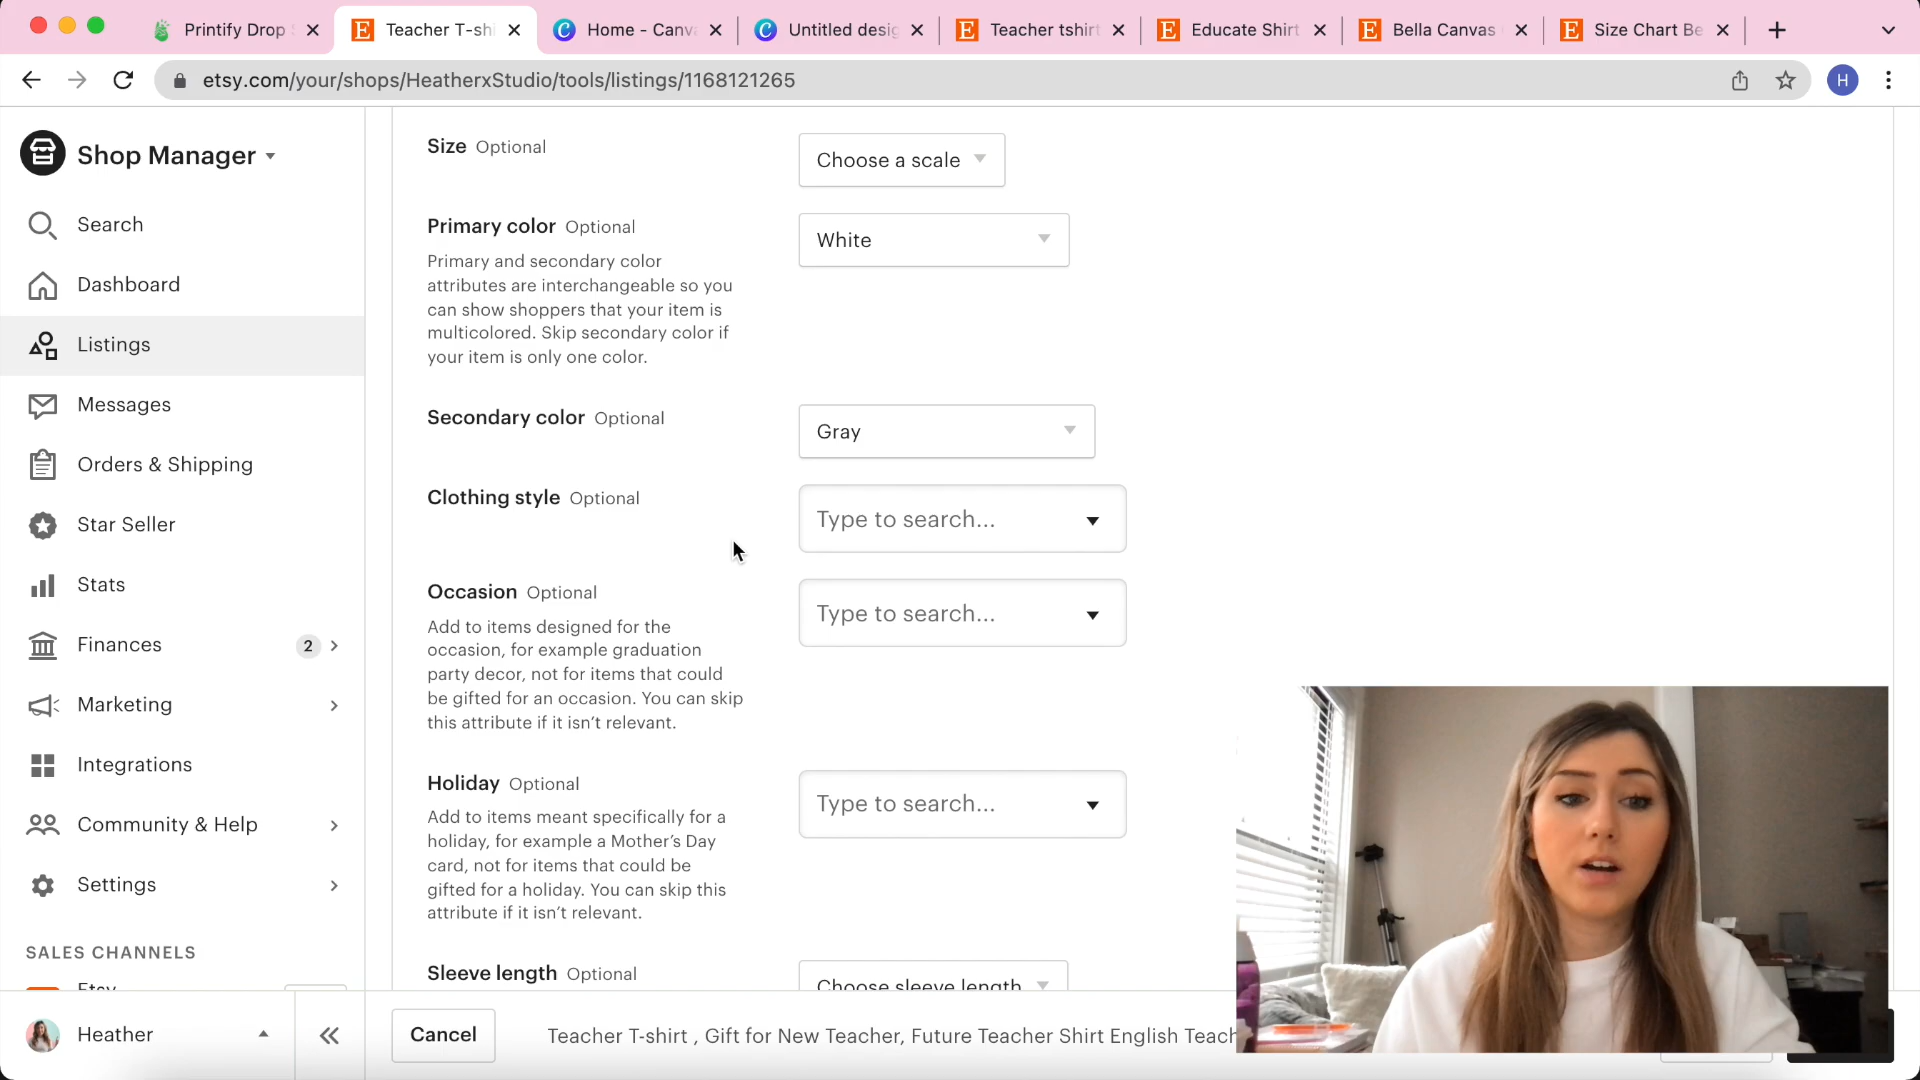 Printify Drop S
Teacher T-shi
Home - Canva
Untitled desig
Teacher tshirt
Educate Shirt
Bella Canvas
Size Chart Be
etsy.com/your/shops/HeatherxStudio/tools/listings/1168121265
H
Shop Manager
Search
Dashboard
Listings
Messages
Orders & Shipping
Star Seller
Stats
Finances 2
Marketing
Integrations
Community & Help
Settings
SALES CHANNELS
Etsy
Heather
Size Optional
Choose a scale
Primary color Optional
White
Primary and secondary color
attributes are interchangeable so you
can show shoppers that your item is
multicolored. Skip secondary color if
your item is only one color.
Secondary color Optional
Gray
Clothing style Optional
Type to search...
Occasion Optional
Type to search...
Add to items designed for the
occasion, for example graduation
party decor, not for items that could
be gifted for an occasion. You can skip
this attribute if it isn't relevant.
Holiday Optional
Type to search...
Add to items meant specifically for a
holiday, for example a Mother's Day
card, not for items that could be
gifted for a holiday. You can skip this
attribute if it isn't relevant.
Sleeve length Optional
Choose sleeve length
Cancel
Teacher T-shirt , Gift for New Teacher, Future Teacher Shirt English Teach